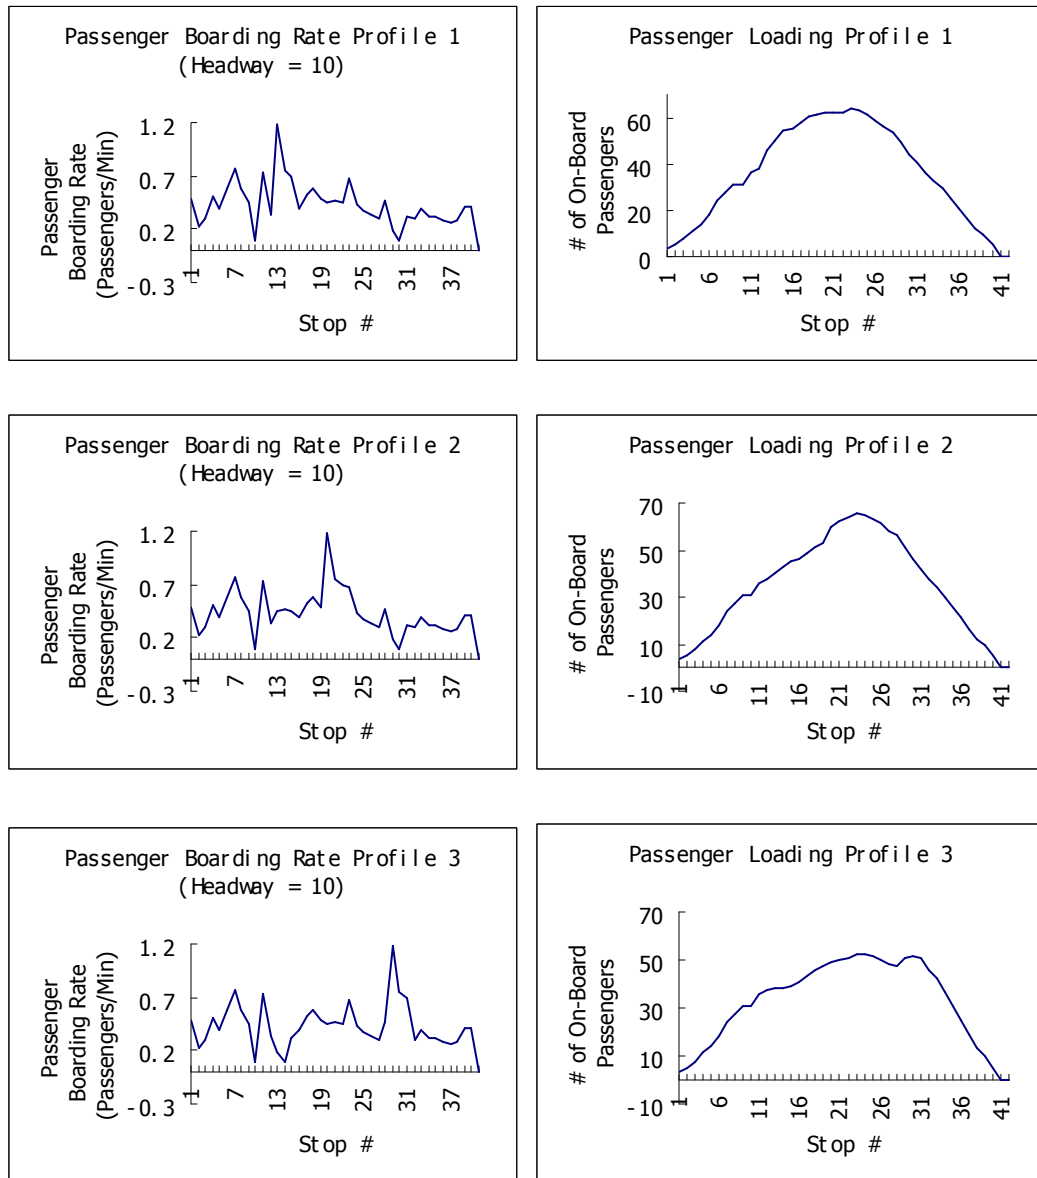 Passenger Boarding Rate Profile 1
(Headway = 10)
Passenger
Boarding Rate
(Passengers/Min)
1.2
0.7
0.2
-0.3
1 7 13 19 25 31 37
Stop #
Passenger Loading Profile 1
# of On-Board
Passengers
60
40
20
0
1 6 11 16 21 26 31 36 41
Stop #
Passenger Boarding Rate Profile 2
(Headway = 10)
Passenger
Boarding Rate
(Passengers/Min)
1.2
0.7
0.2
-0.3
1 7 13 19 25 31 37
Stop #
Passenger Loading Profile 2
# of On-Board
Passengers
70
50
30
10
-10
1 6 11 16 21 26 31 36 41
Stop #
Passenger Boarding Rate Profile 3
(Headway = 10)
Passenger
Boarding Rate
(Passengers/Min)
1.2
0.7
0.2
-0.3
1 7 13 19 25 31 37
Stop #
Passenger Loading Profile 3
# of On-Board
Passengers
70
50
30
10
-10
1 6 11 16 21 26 31 36 41
Stop #